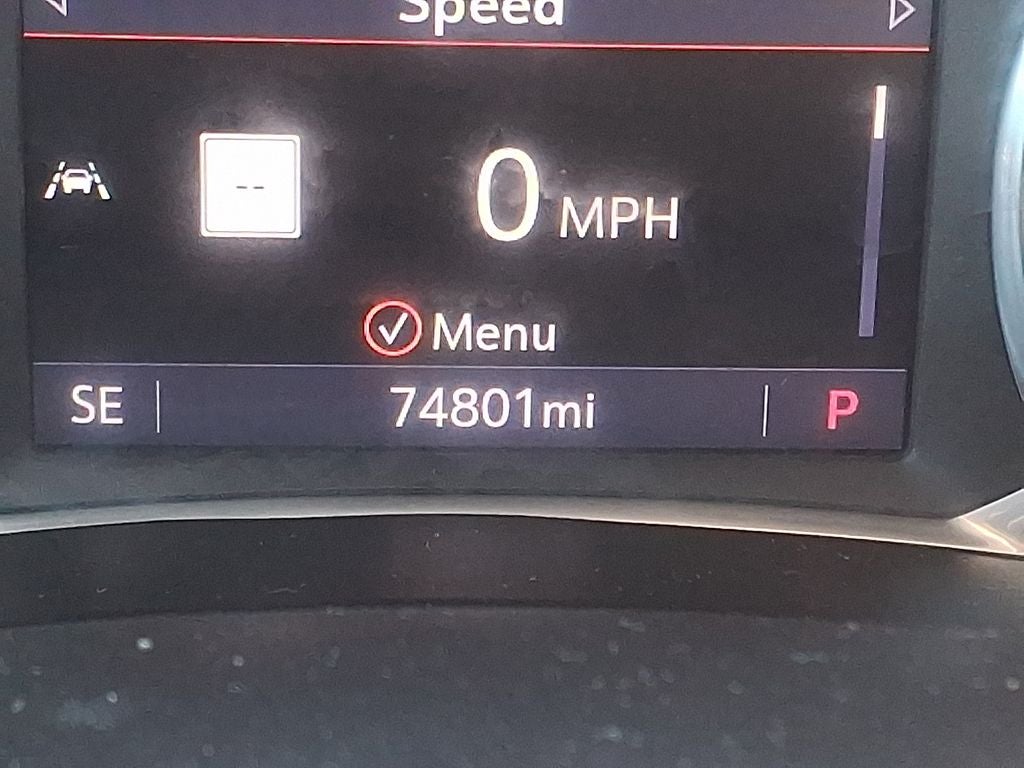 Speed
--
0 MPH
Menu
SE 74801mi P